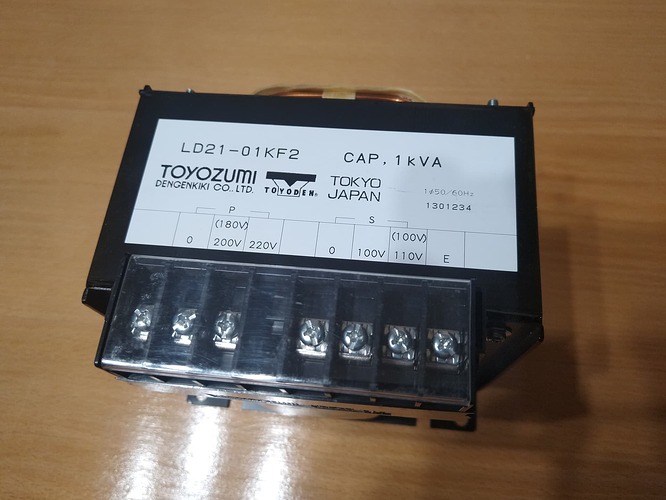 LD21-01KF2 CAP. 1kVA
TOYOZUMI
DENGENKIKI CO., LTD.
TOYODEN®
TOKYO
JAPAN
1φ50/60Hz
1301234
P S
(180V) (100V)
0 200V 220V 0 100V 110V E